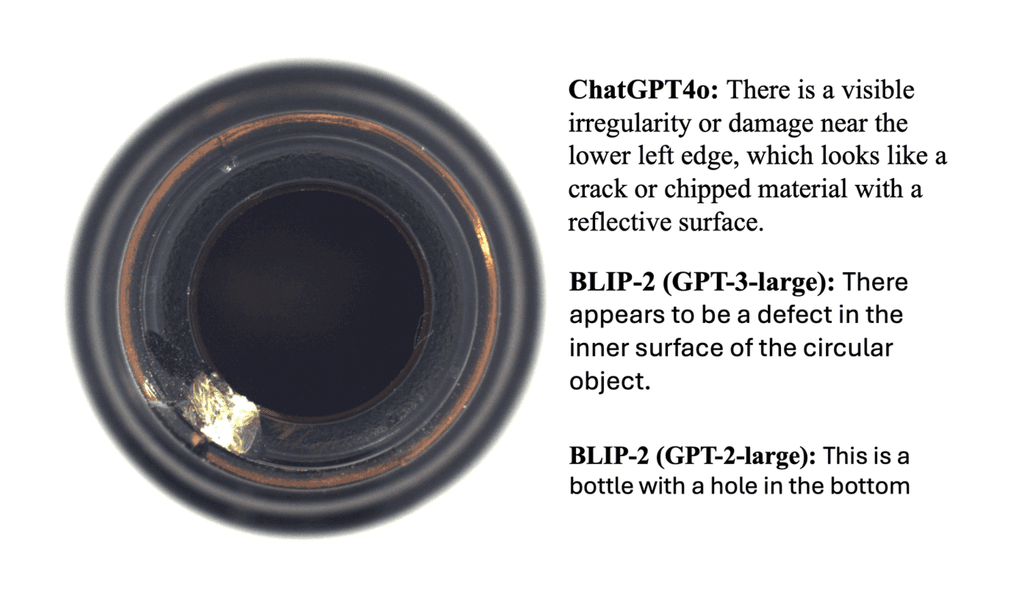 ChatGPT4o: There is a visible
irregularity or damage near the
lower left edge, which looks like a
crack or chipped material with a
reflective surface.
BLIP-2 (GPT-3-large): There
appears to be a defect in the
inner surface of the circular
object.
BLIP-2 (GPT-2-large): This is a
bottle with a hole in the bottom